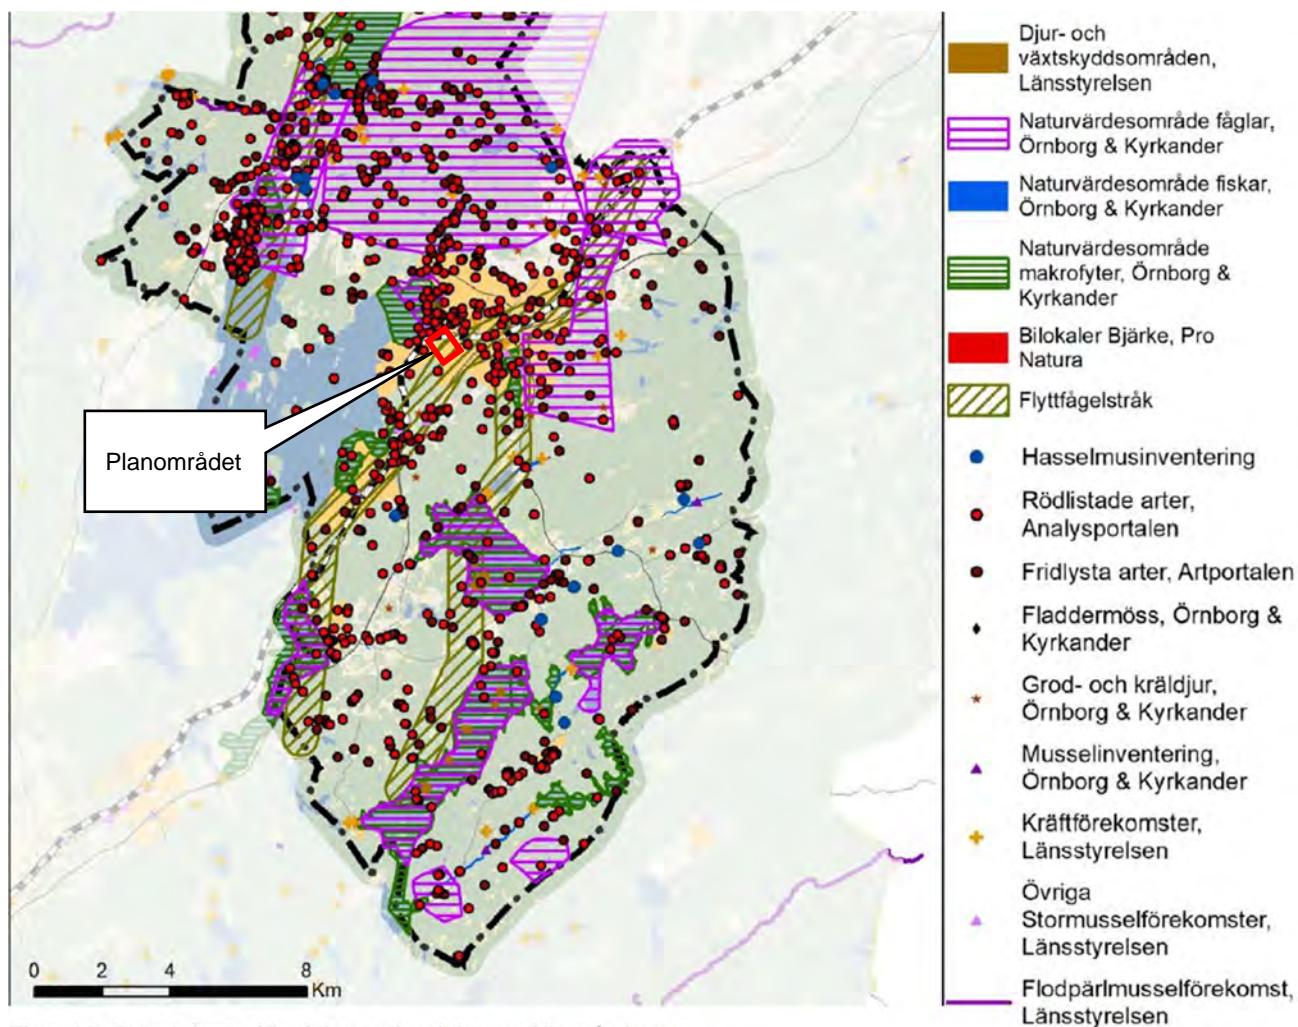 Planområdet
0 2 4 8
Km
Djur- och
växtskyddsområden,
Länsstyrelsen
Naturvärdesområde fåglar,
Örnborg & Kyrkander
Naturvärdesområde fiskar,
Örnborg & Kyrkander
Naturvärdesområde
makrofyter, Örnborg &
Kyrkander
Bilokaler Bjärke, Pro
Natura
Flyttfågelstråk
Hasselmusinventering
Rödlistade arter,
Analysportalen
Fridlysta arter, Artportalen
Fladdermöss, Örnborg &
Kyrkander
Grod- och kräldjur,
Örnborg & Kyrkander
Musselinventering,
Örnborg & Kyrkander
Kräftförekomster,
Länsstyrelsen
Övriga
Stormusselförekomster,
Länsstyrelsen
Flodpärlmusselförekomst,
Länsstyrelsen